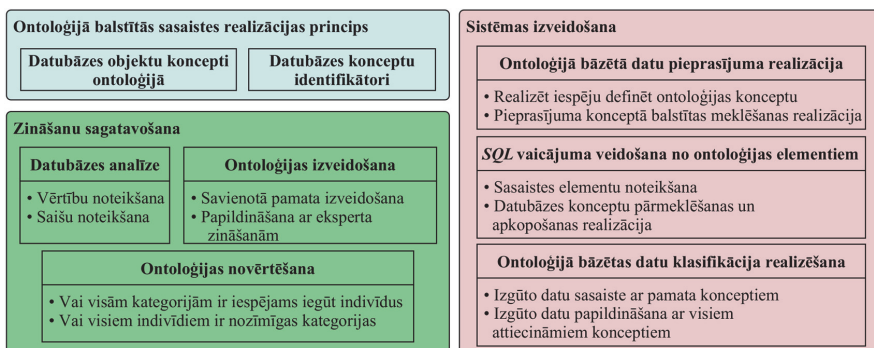 Ontoloģijā balstītās sasaistes realizācijas princips
Datubāzes objektu koncepti
ontoloģijā
Datubāzes konceptu
identifikātori
Zināšanu sagatavošana
Datubāzes analīze
• Vērtību noteikšana
• Saišu noteikšana
Ontoloģijas izveidošana
• Savienotā pamata izveidošana
• Papildināšana ar eksperta
zināšanām
Ontoloģijas novērtēšana
• Vai visām kategorijām ir iespējams iegūt indivīdus
• Vai visiem indivīdiem ir nozīmīgas kategorijas
Sistēmas izveidošana
Ontoloģijā bāzētā datu pieprasījuma realizācija
• Realizēt iespēju definēt ontoloģijas konceptu
• Pieprasījuma konceptā balstītas meklēšanas realizācija
SQL vaicājuma veidošana no ontoloģijas elementiem
• Sasaistes elementu noteikšana
• Datubāzes konceptu pārmeklēšanas un
apkopošanas realizācija
Ontoloģijā bāzētas datu klasifikācija realizēšana
• Izgūto datu sasaiste ar pamata konceptiem
• Izgūto datu papildināšana ar visiem
attiecināmiem konceptiem